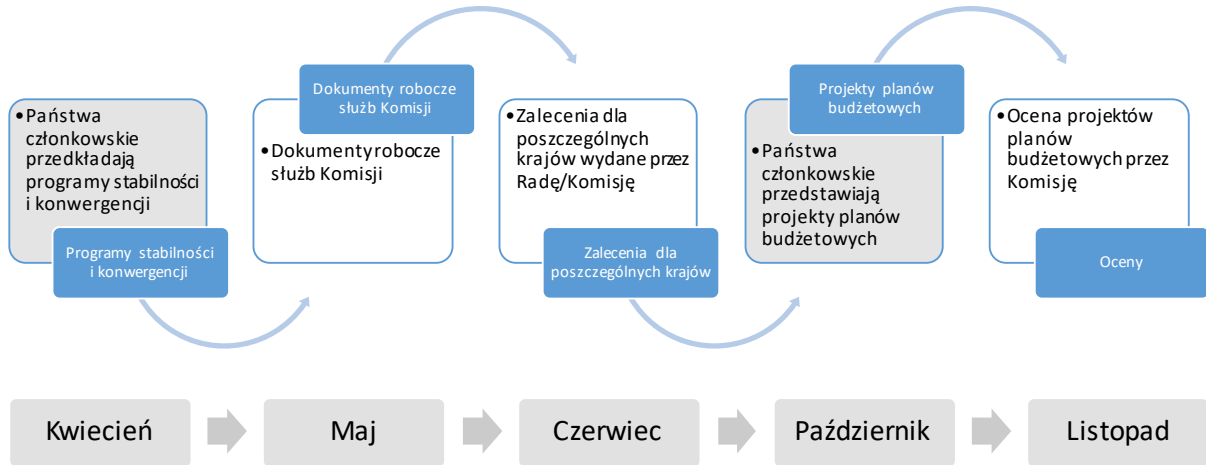 •Państwa
członkowskie
przedkładają
programy stabilności
i konwergencji
Programy stabilności
i konwergencji
Dokumenty robocze
służb Komisji
•Dokumenty robocze
służb Komisji
•Zalecenia dla
poszczególnych
krajów wydane przez
Radę/Komisję
Zalecenia dla
poszczególnych krajów
Projekty planów
budżetowych
•Państwa
członkowskie
przedstawiają
projekty planów
budżetowych
•Ocena projektów
planów
budżetowych przez
Komisję
Oceny
Kwiecień
Maj
Czerwiec
Październik
Listopad